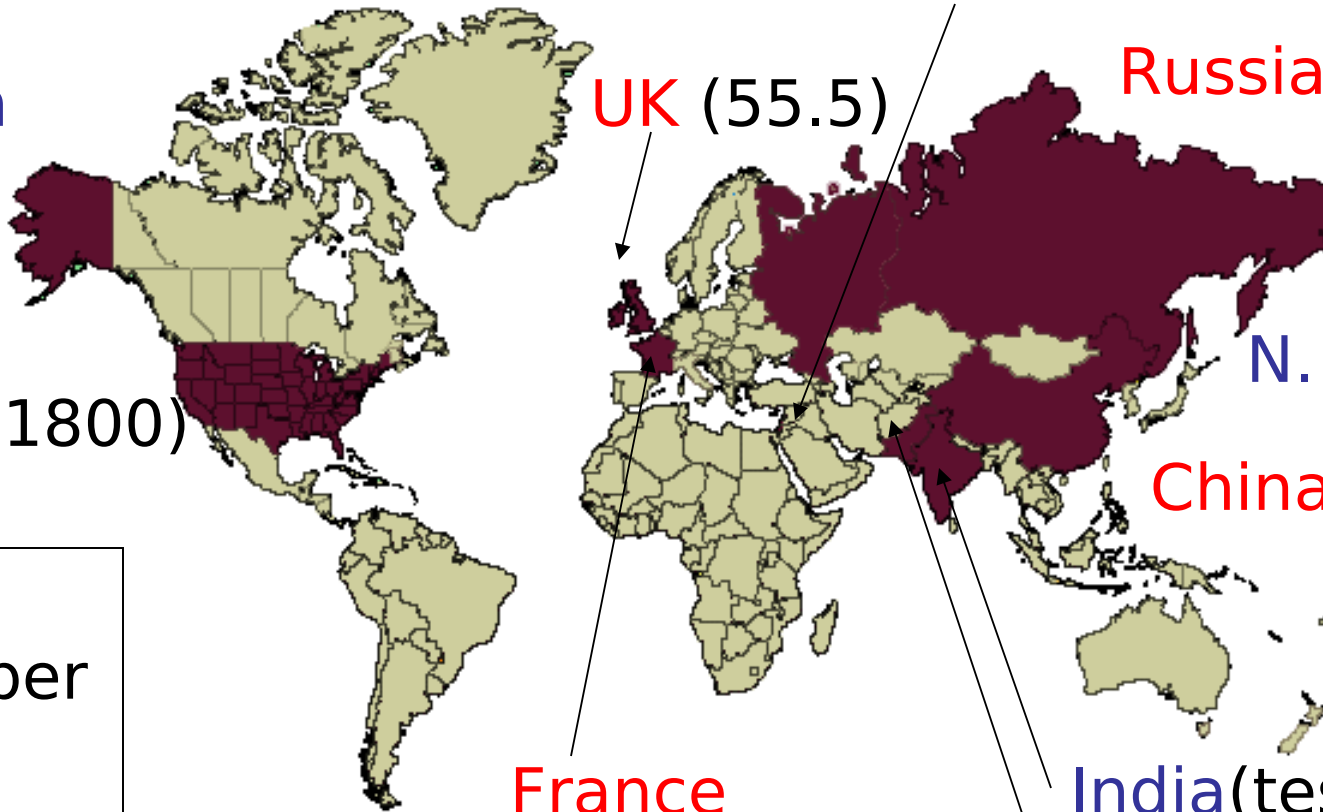 Russia
UK (55.5)
N.
1800)
China
per
France
India(tes